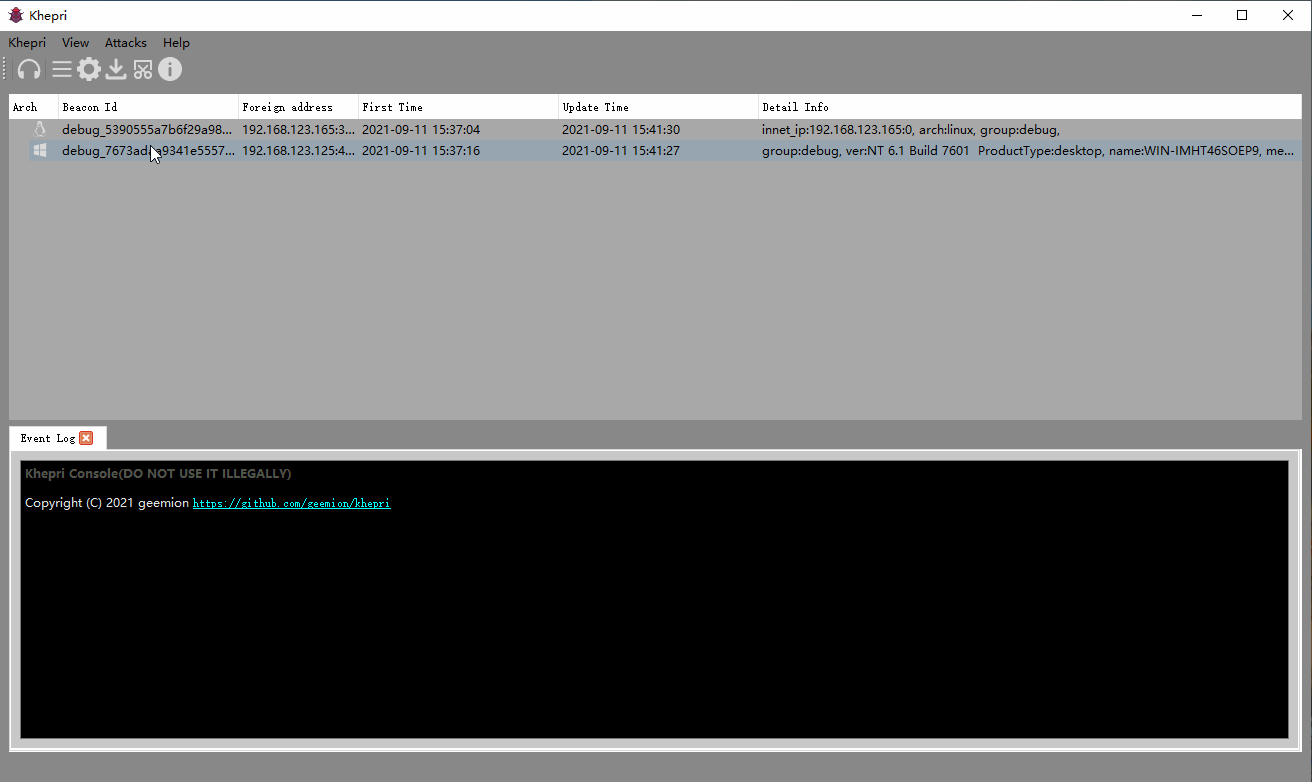 Khepri
Khepri View Attacks Help
Arch Beacon Id Foreign address First Time Update Time Detail Info
debug_5390555a7b6f29a98... 192.168.123.165:3... 2021-09-11 15:37:04 2021-09-11 15:41:30 innet_ip:192.168.123.165:0, arch:linux, group:debug,
192.168.123.125:4... 2021-09-11 15:37:16 2021-09-11 15:41:27 group:debug, ver:NT 6.1 Build 7601 ProductType:desktop, name:WIN-IMHT46SOEP9, me...
Event Log
Khepri Console(DO NOT USE IT ILLEGALLY)
Copyright (C) 2021 geemion https://github.com/geemion/khepri